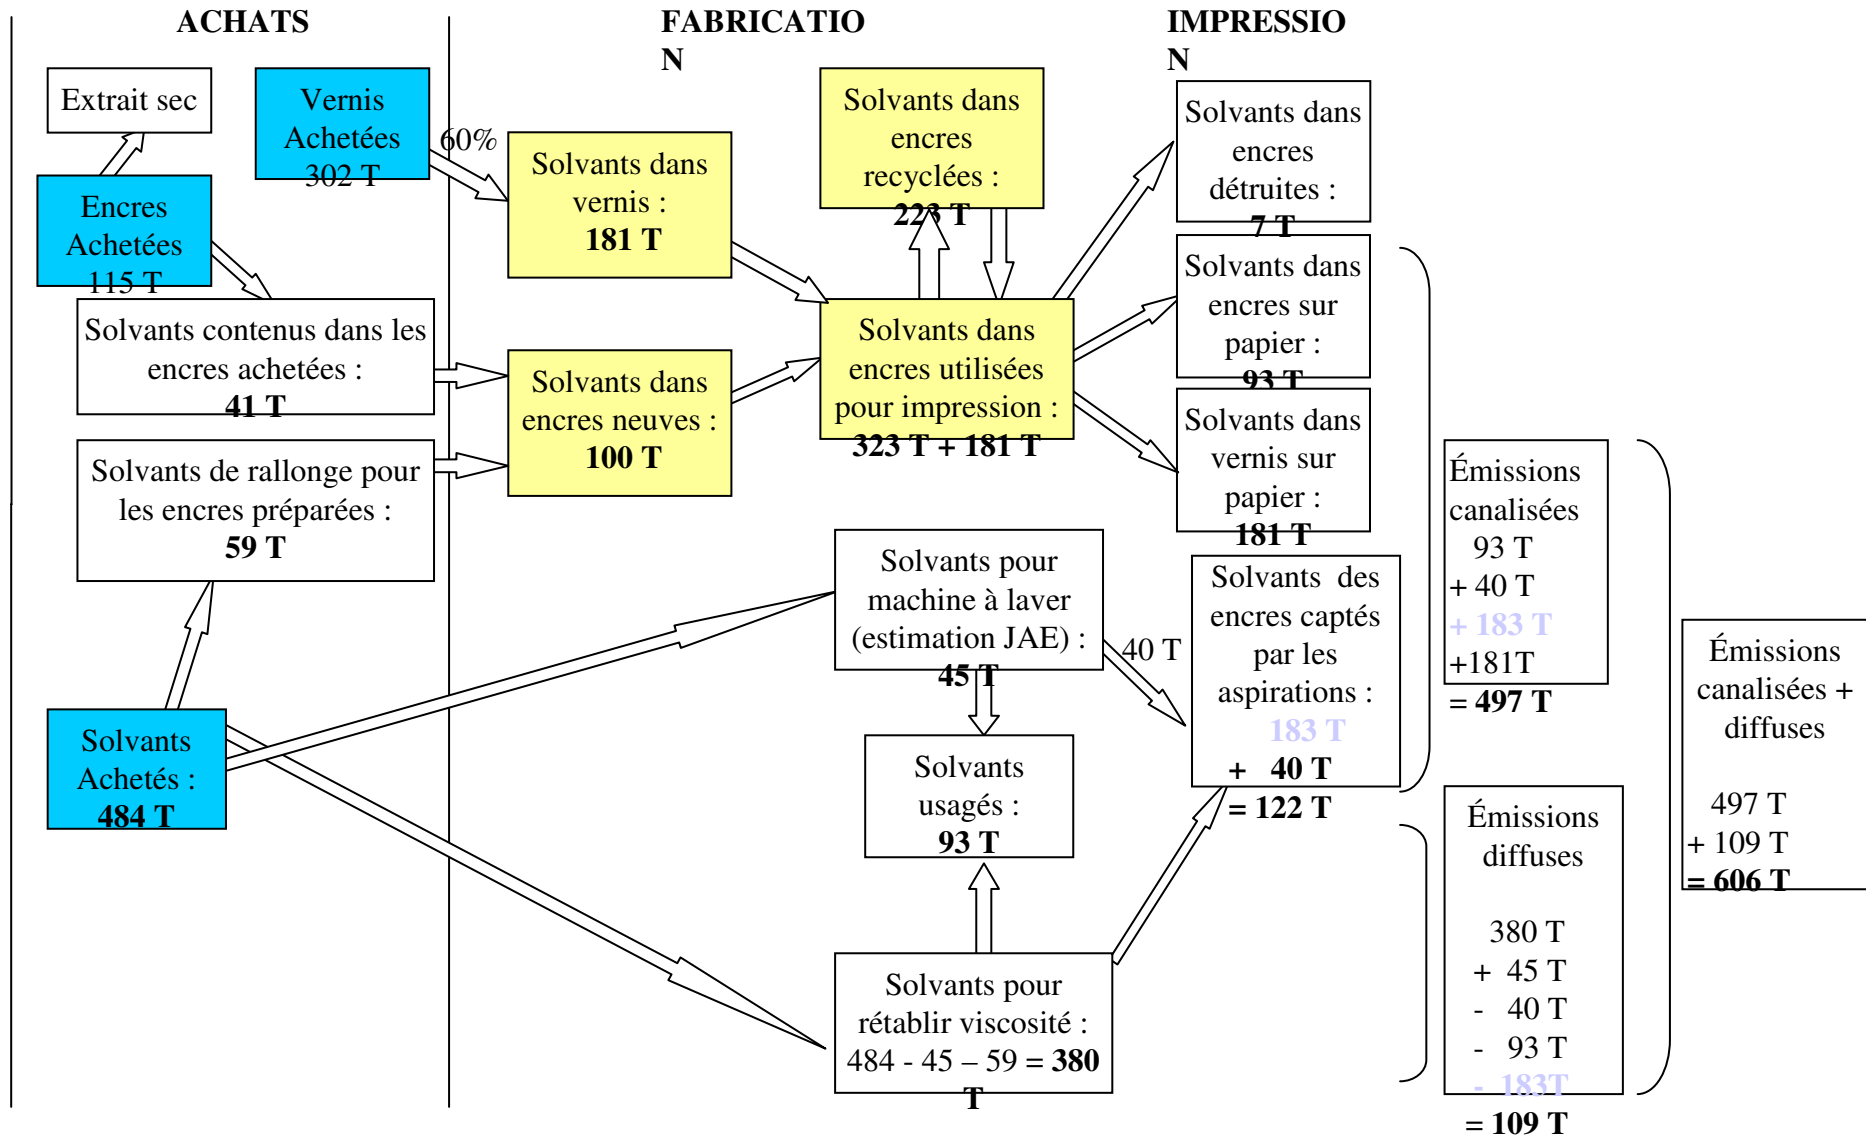 ACHATS
FABRICATIO
N
IMPRESSIO
N
Extrait sec
Vernis
Achetées
302 T
60%
Encres
Achetées
115 T
Solvants contenus dans les
encres achetées :
41 T
Solvants de rallonge pour
les encres préparées :
59 T
Solvants
Achetés :
484 T
Solvants dans
vernis :
181 T
Solvants dans
encres neuves :
100 T
Solvants dans
encres
recyclées :
223 T
Solvants dans
encres utilisées
pour impression :
323 T + 181 T
Solvants pour
machine à laver
(estimation JAE) :
45 T
40 T
Solvants
usagés :
93 T
Solvants pour
rétablir viscosité :
484 - 45 – 59 = 380
T
Solvants dans
encres
détruites :
7 T
Solvants dans
encres sur
papier :
93 T
Solvants dans
vernis sur
papier :
181 T
Solvants des
encres captés
par les
aspirations :
183 T
+ 40 T
= 122 T
Émissions
canalisées
93 T
+ 40 T
+ 183 T
+181T
= 497 T
Émissions
diffuses
380 T
+ 45 T
- 40 T
- 93 T
- 183T
= 109 T
Émissions
canalisées +
diffuses
497 T
+ 109 T
= 606 T